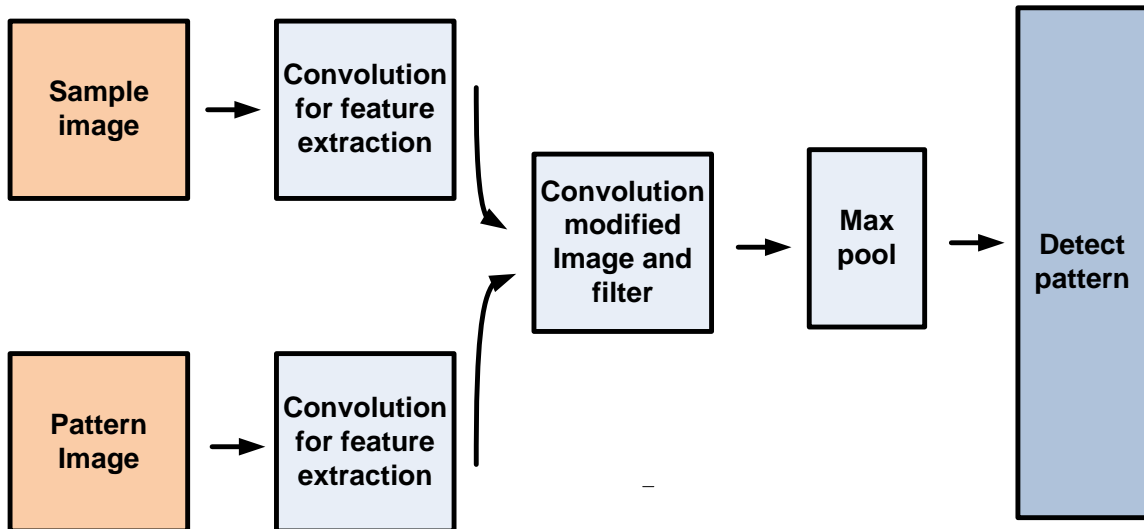 Sample
image
Convolution
for feature
extraction
Convolution
modified
Image and
filter
Max
pool
Detect
pattern
Pattern
Image
Convolution
for feature
extraction
_